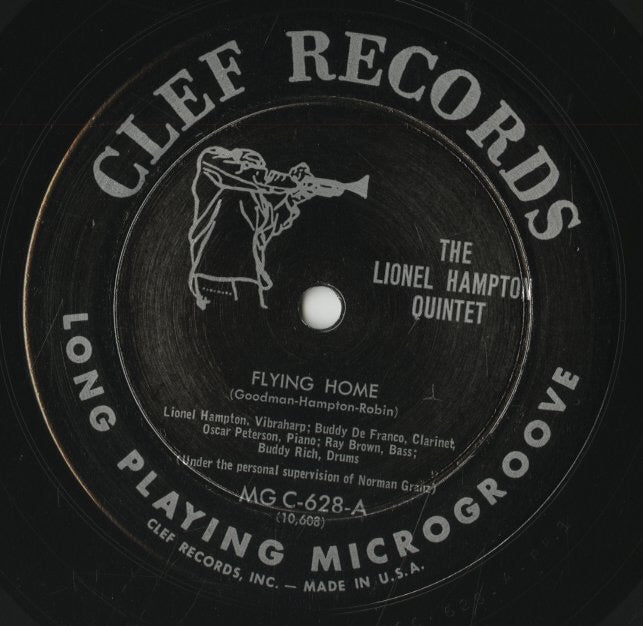 CLEF RECORDS
THE
LIONEL HAMPTON
QUINTET
FLYING HOME
(Goodman-Hampton-Robin)
Lionel Hampton, Vibraharp; Buddy De Franco, Clarinet,
Oscar Peterson, Piano; Ray Brown, Bass;
Buddy Rich, Drums
(Under the personal supervision of Norman Granz)
MG C-628-A
(10,608)
LONG PLAYING MICROGROOVE
CLEF RECORDS, INC. — MADE IN U.S.A.